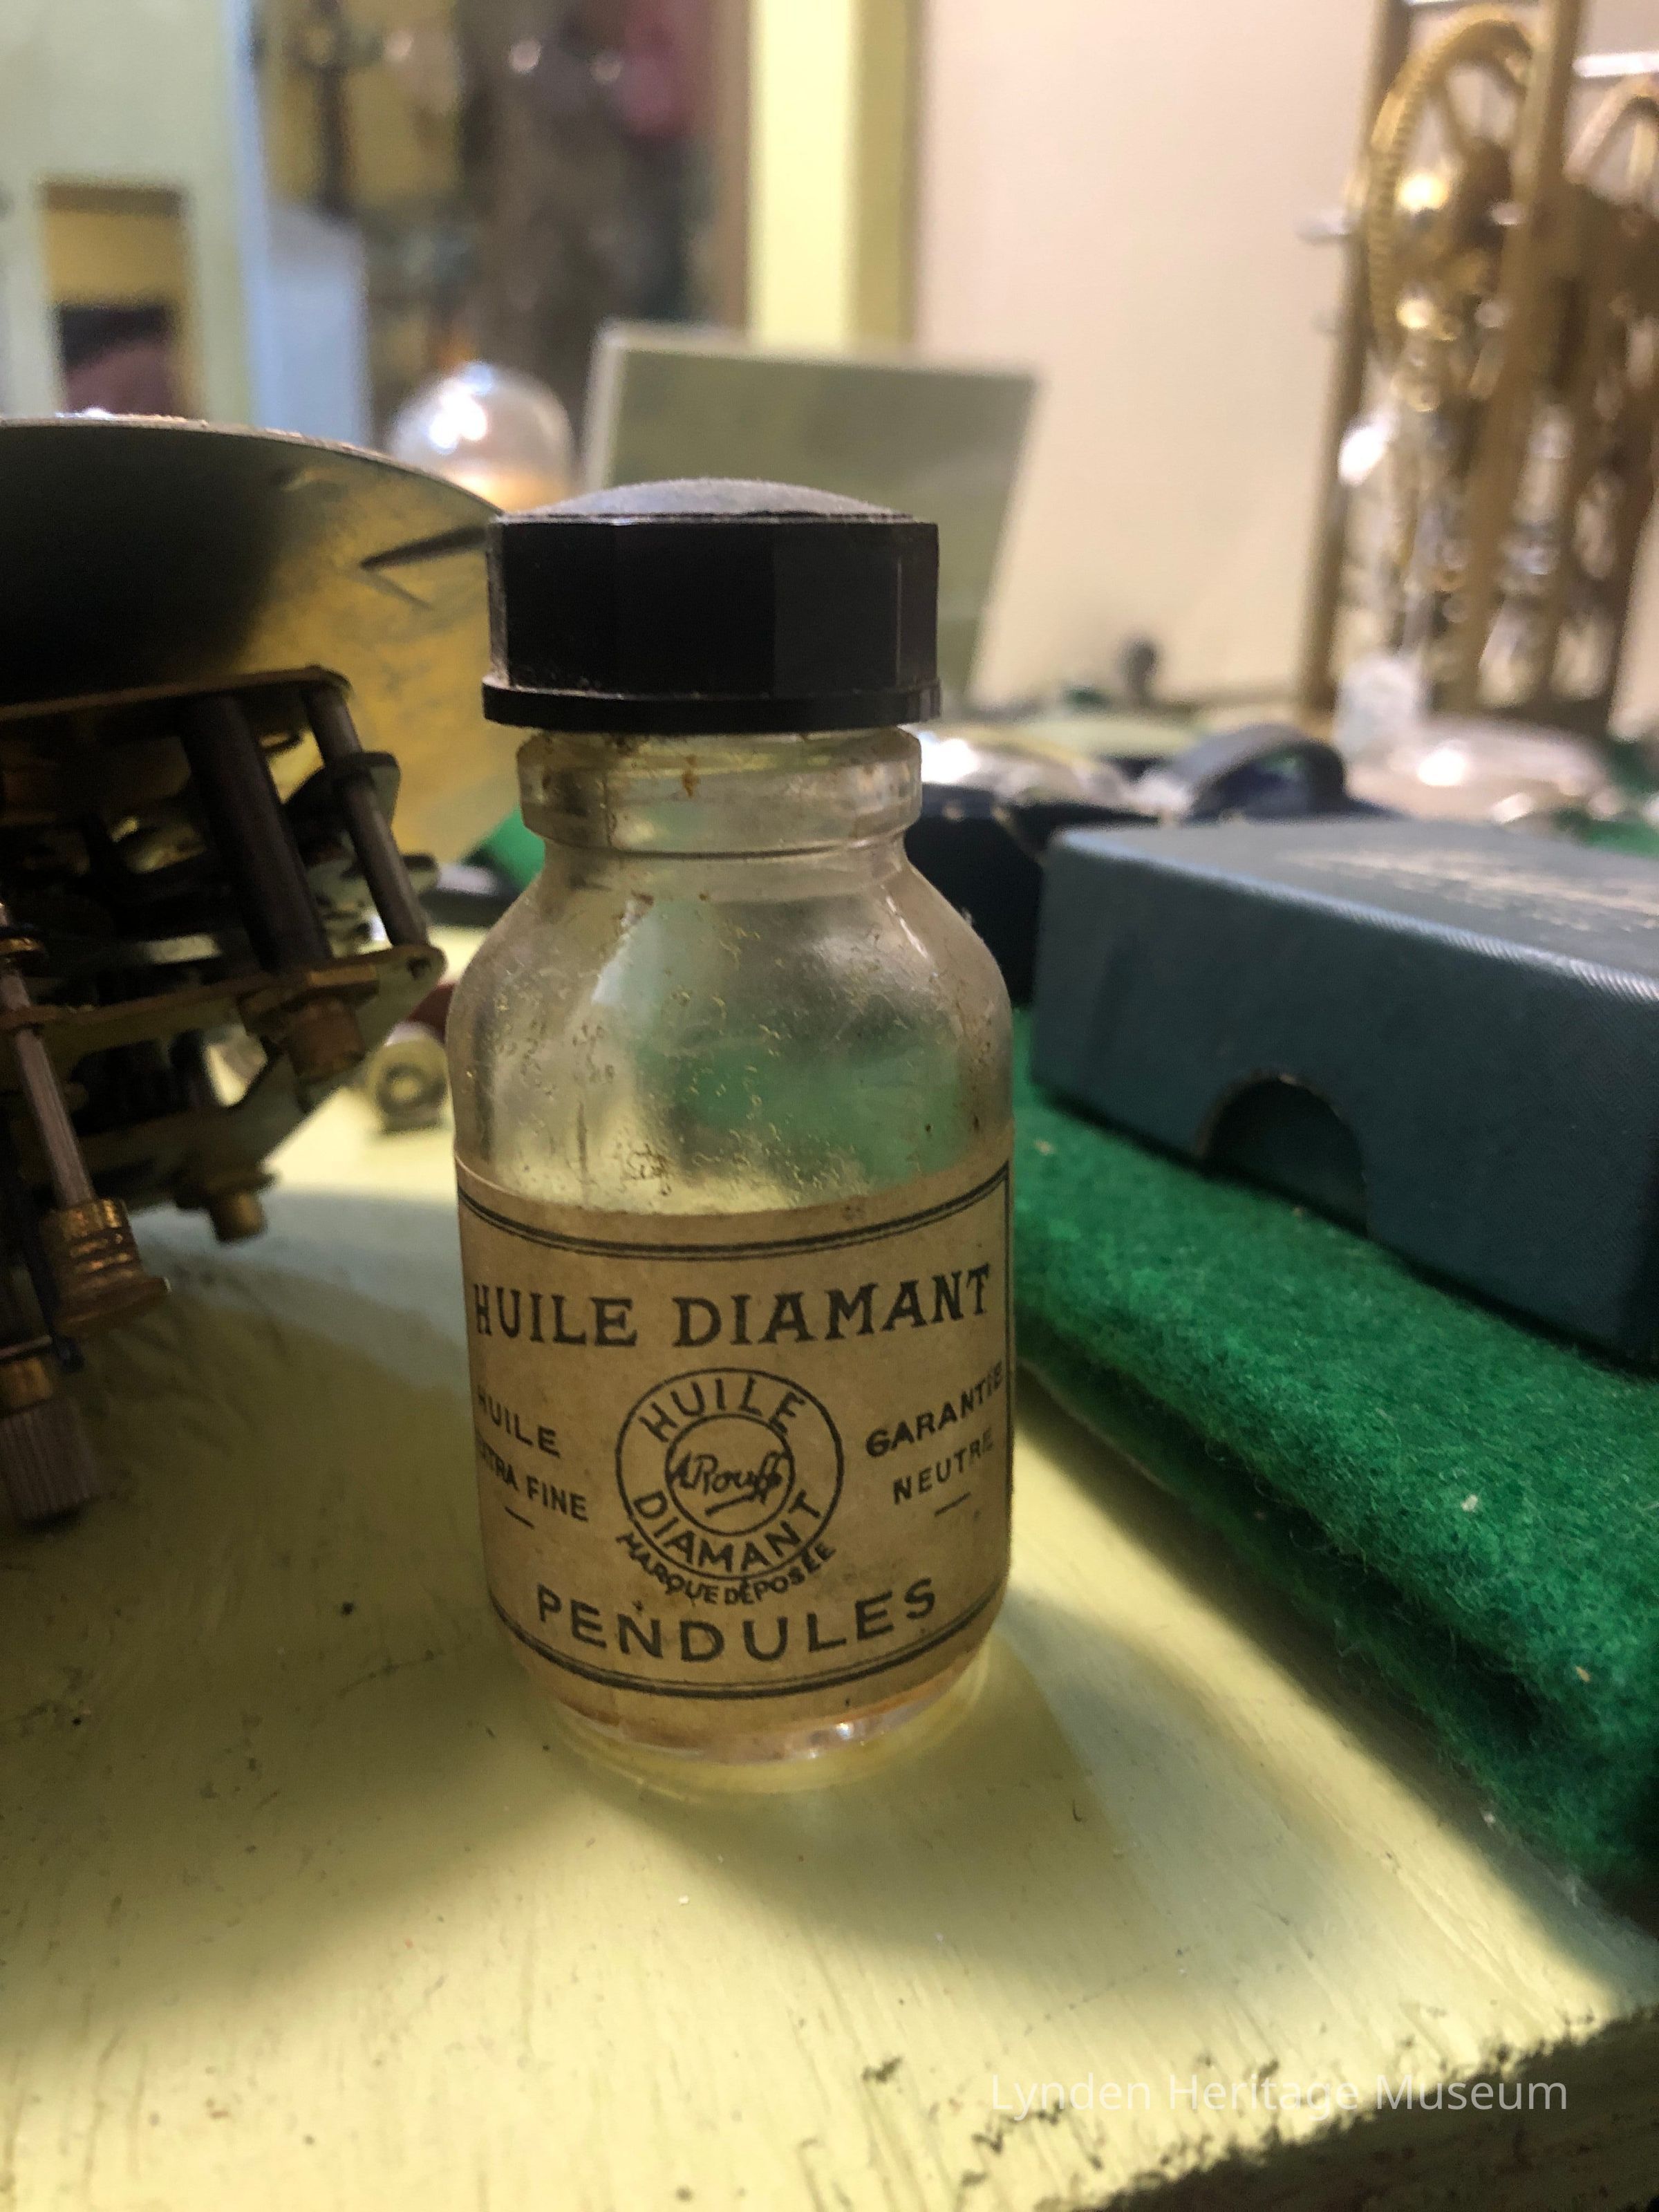 HUILE DIAMANT
HUILE
EXTRA FINE
HUILE
A Rouff
DIAMANT
MARQUE DÉPOSÉE
GARANTIE
NEUTRE
PENDULES
Lynden Heritage Museum